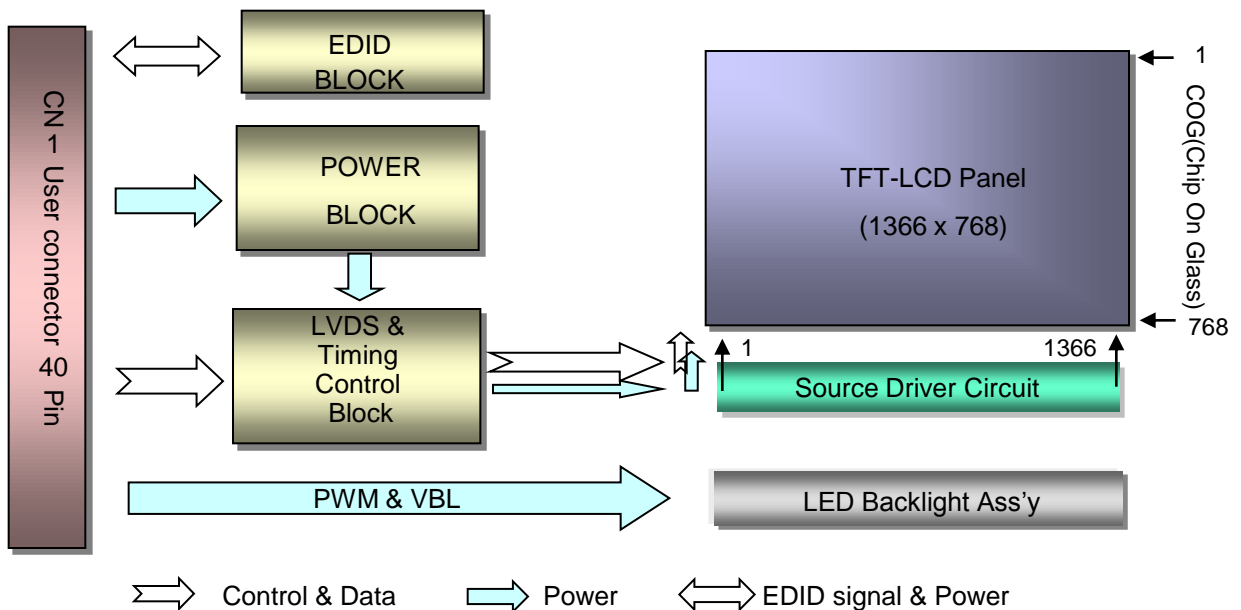 CN 1 User connector 40 Pin
EDID
BLOCK
POWER
BLOCK
LVDS &
Timing
Control
Block
PWM & VBL
TFT-LCD Panel
(1366 x 768)
1
COG(Chip On Glass)
768
1
1366
Source Driver Circuit
LED Backlight Ass’y
Control & Data
Power
EDID signal & Power